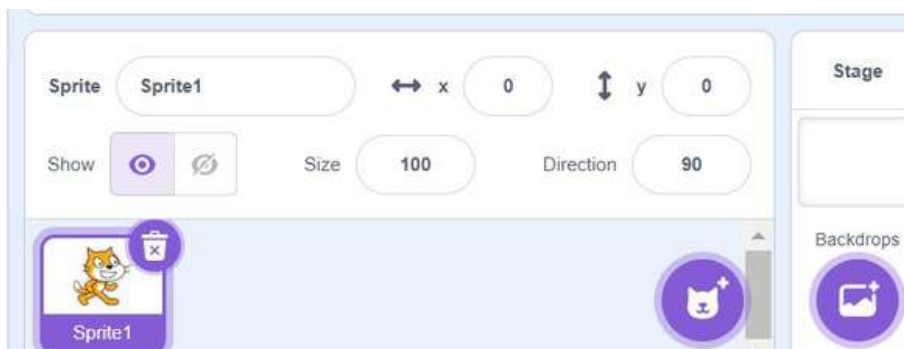 Sprite Sprite1 x 0 y 0
Show Size 100 Direction 90
Sprite1
Stage
Backdrops